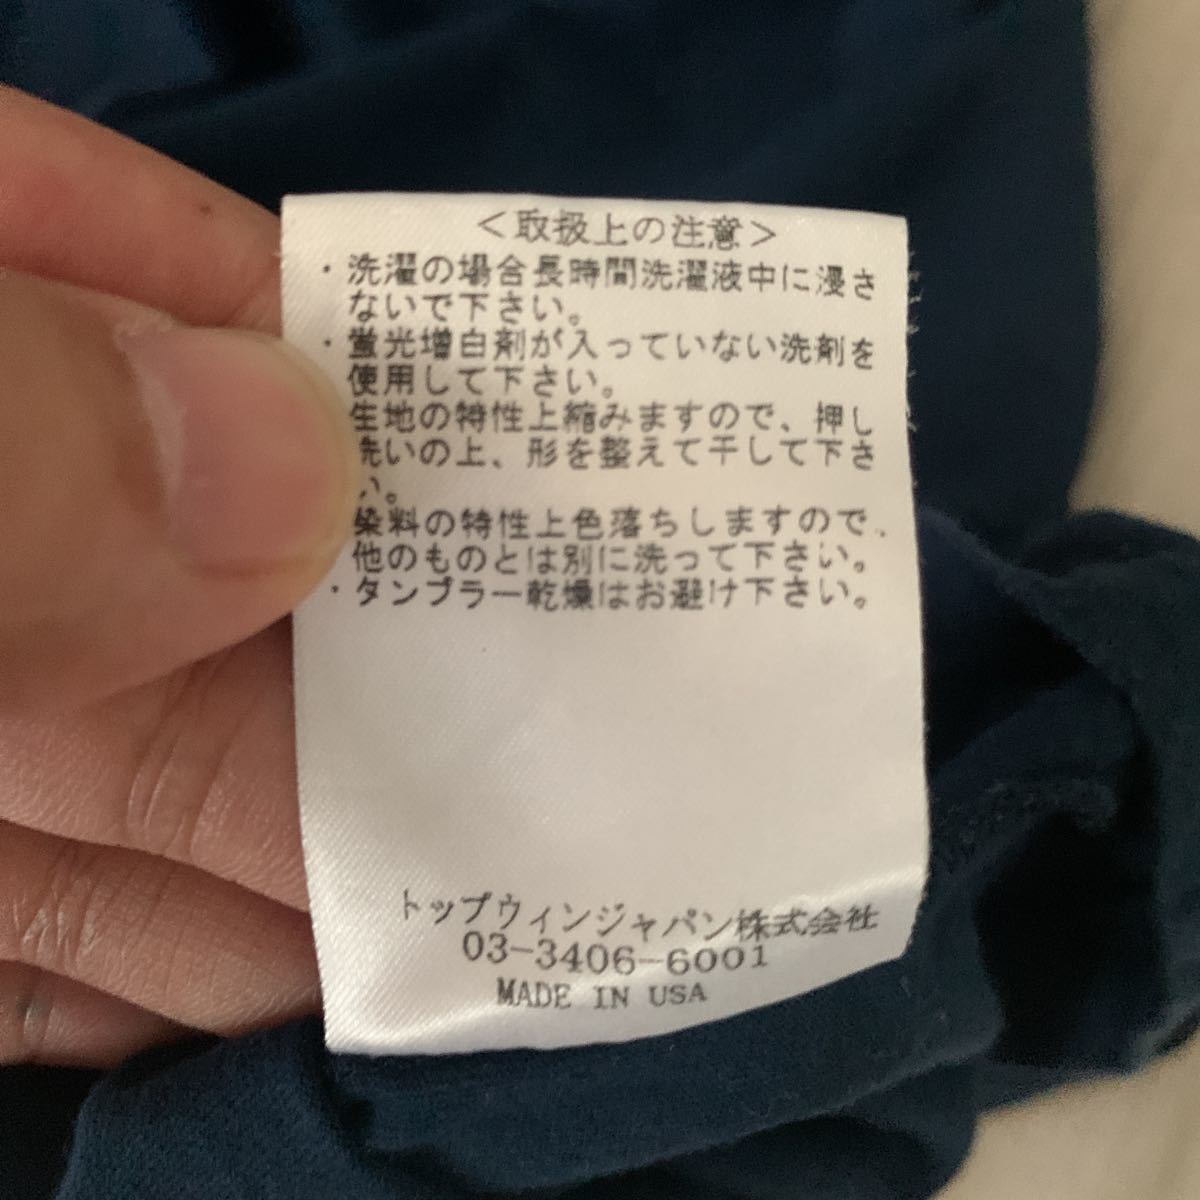 ＜取扱上の注意＞
・洗濯の場合長時間洗濯液中に浸さ
ないで下さい。
・蛍光増白剤が入っていない洗剤を
使用して下さい。
生地の特性上縮みますので、押し
洗いの上、形を整えて干して下さ
い。
染料の特性上色落ちしますので、
他のものとは別に洗って下さい。
・タンブラー乾燥はお避け下さい。
トップウィンジャパン株式会社
03-3406-6001
MADE IN USA